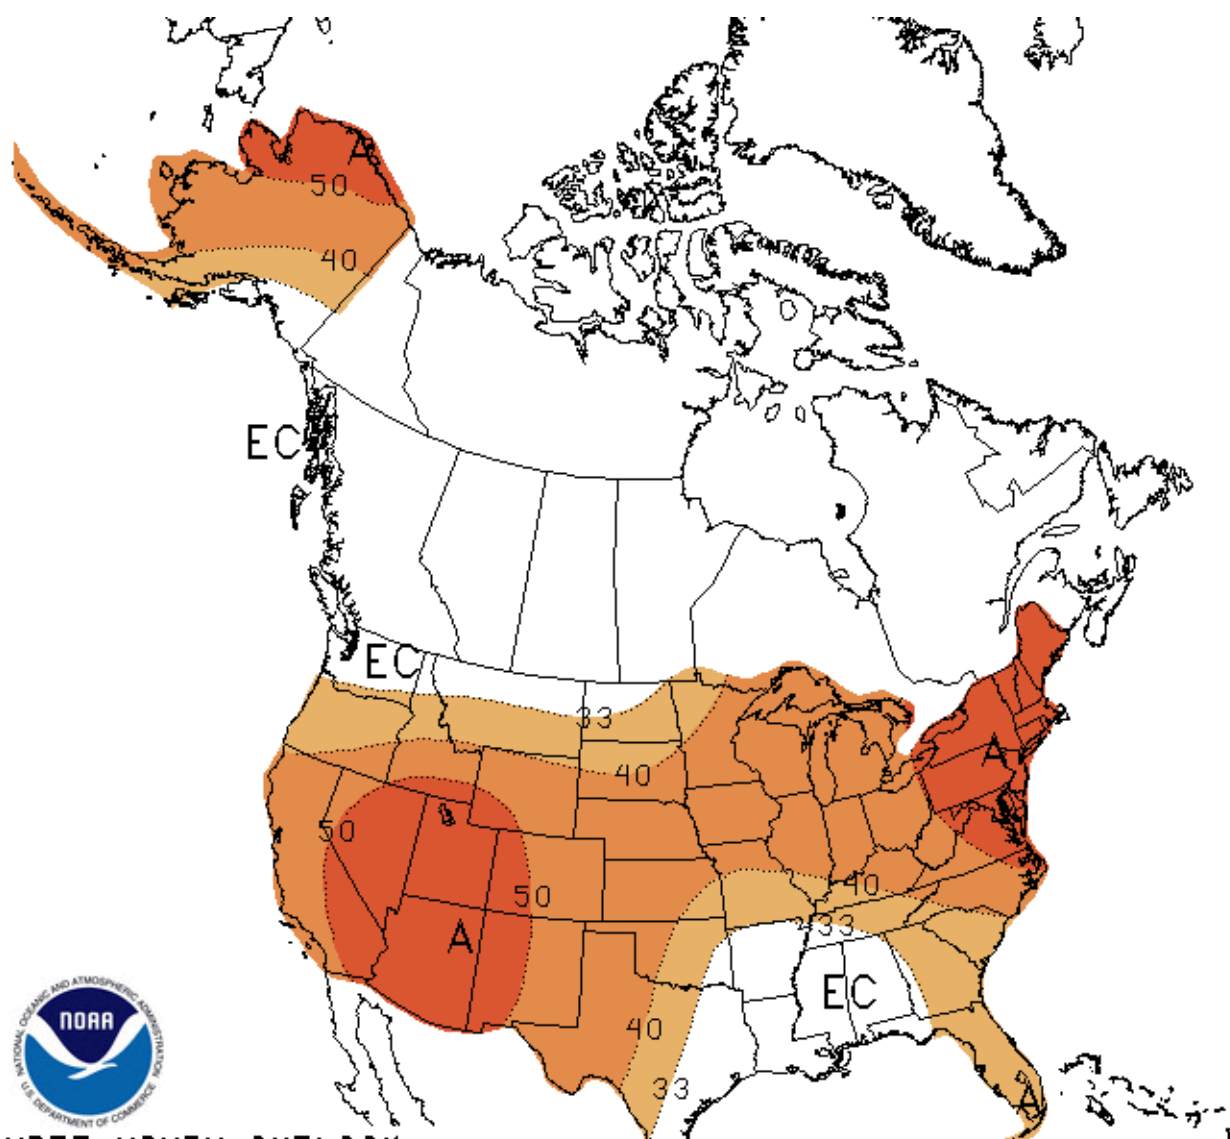 A
50
40
EC
EC
33
40
A
50
40
50
33
A
EC
40
33
A
NATIONAL OCEANIC AND ATMOSPHERIC ADMINISTRATION
NOAA
U.S. DEPARTMENT OF COMMERCE